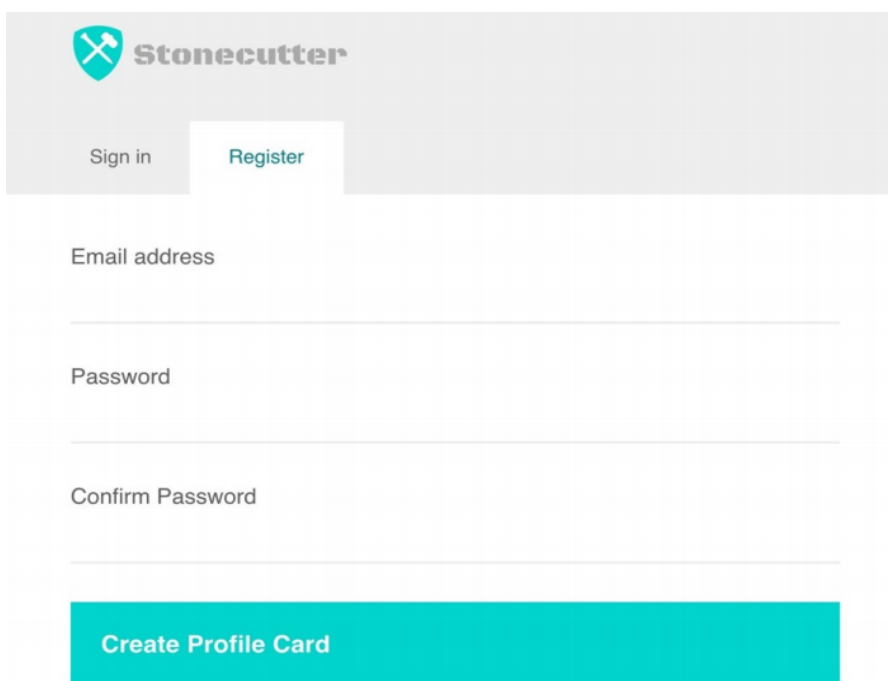 Stonecutter
Sign in Register
Email address
Password
Confirm Password
Create Profile Card